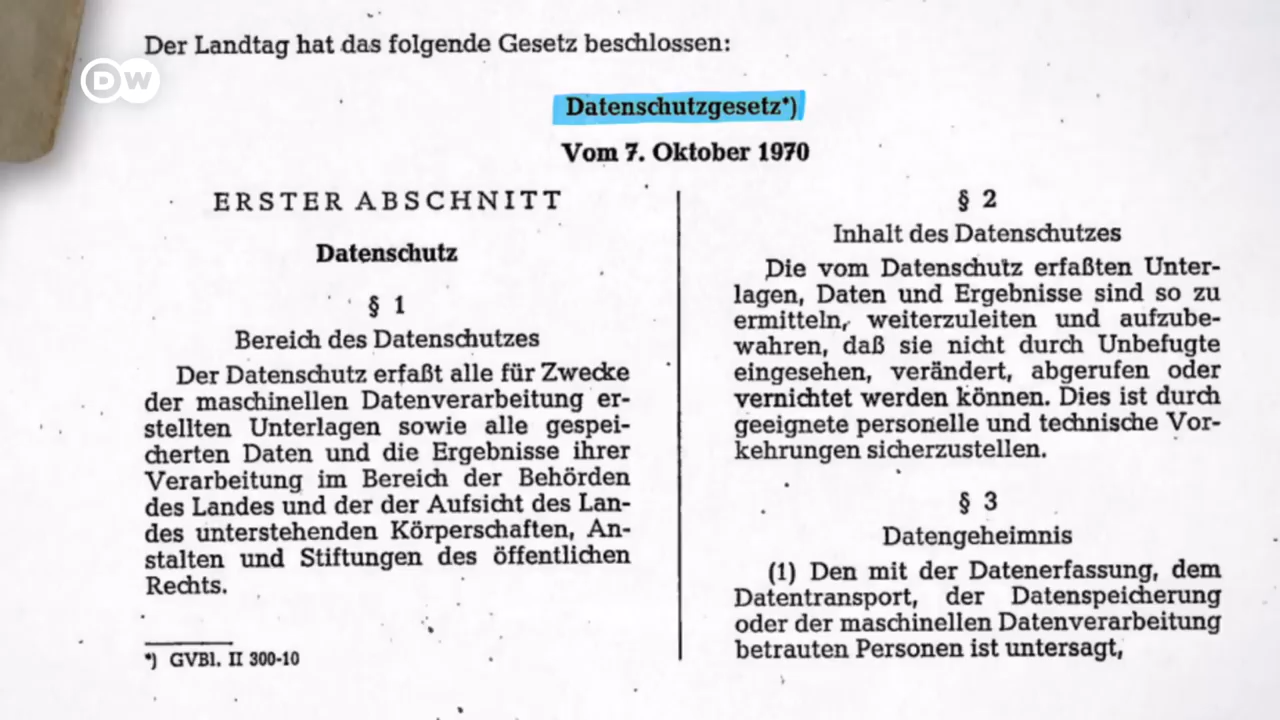 Der Landtag hat das folgende Gesetz beschlossen:
DW
Datenschutzgesetz*)
Vom 7. Oktober 1970
ERSTER ABSCHNITT
Datenschutz
§ 1
Bereich des Datenschutzes
Der Datenschutz erfaßt alle für Zwecke
der maschinellen Datenverarbeitung er-
stellten Unterlagen sowie alle gespei-
cherten Daten und die Ergebnisse ihrer
Verarbeitung im Bereich der Behörden
des Landes und der der Aufsicht des Lan-
des unterstehenden Körperschaften, An-
stalten und Stiftungen des öffentlichen
Rechts.
*) GVBl. II 300-10
§ 2
Inhalt des Datenschutzes
Die vom Datenschutz erfaßten Unter-
lagen, Daten und Ergebnisse sind so zu
ermitteln, weiterzuleiten und aufzube-
wahren, daß sie nicht durch Unbefugte
eingesehen, verändert, abgerufen oder
vernichtet werden können. Dies ist durch
geeignete personelle und technische Vor-
kehrungen sicherzustellen.
§ 3
Datengeheimnis
(1) Den mit der Datenerfassung, dem
Datentransport, der Datenspeicherung
oder der maschinellen Datenverarbeitung
betrauten Personen ist untersagt,